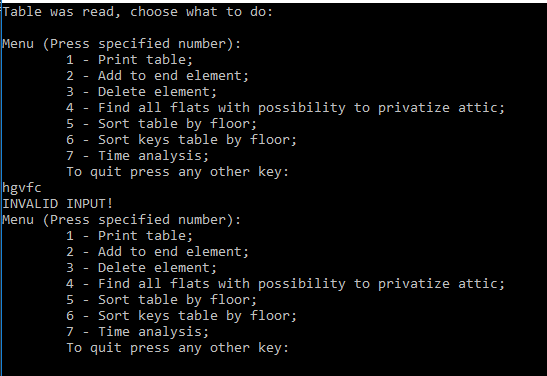 Table was read, choose what to do:
Menu (Press specified number):
1 - Print table;
2 - Add to end element;
3 - Delete element;
4 - Find all flats with possibility to privatize attic;
5 - Sort table by floor;
6 - Sort keys table by floor;
7 - Time analysis;
To quit press any other key:
hgvfc
INVALID INPUT!
Menu (Press specified number):
1 - Print table;
2 - Add to end element;
3 - Delete element;
4 - Find all flats with possibility to privatize attic;
5 - Sort table by floor;
6 - Sort keys table by floor;
7 - Time analysis;
To quit press any other key: